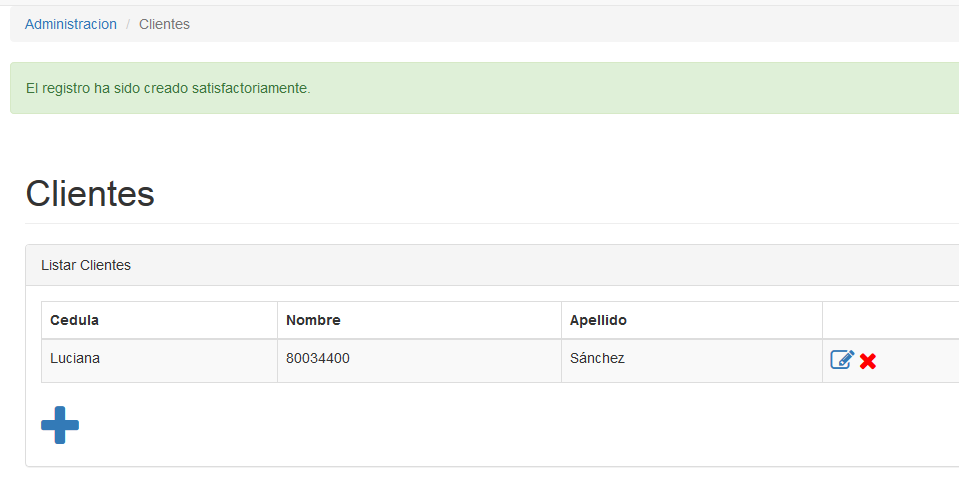 Administracion / Clientes
El registro ha sido creado satisfactoriamente.
Clientes
Listar Clientes
Cedula Nombre Apellido
Luciana 80034400 Sánchez